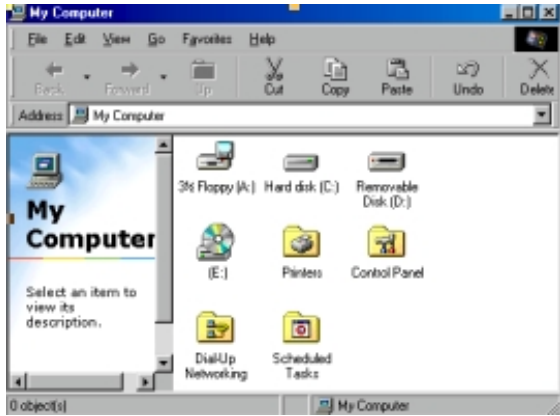 My Computer
File Edit View Go Favorites Help
Back Forward Up Cut Copy Paste Undo Delete
Address My Computer
3½ Floppy (A:) Hard disk (C:) Removable
Disk (D:)
My
Computer
(E:) Printers Control Panel
Select an item to
view its
description.
Dial-Up Scheduled
Networking Tasks
0 object(s) My Computer